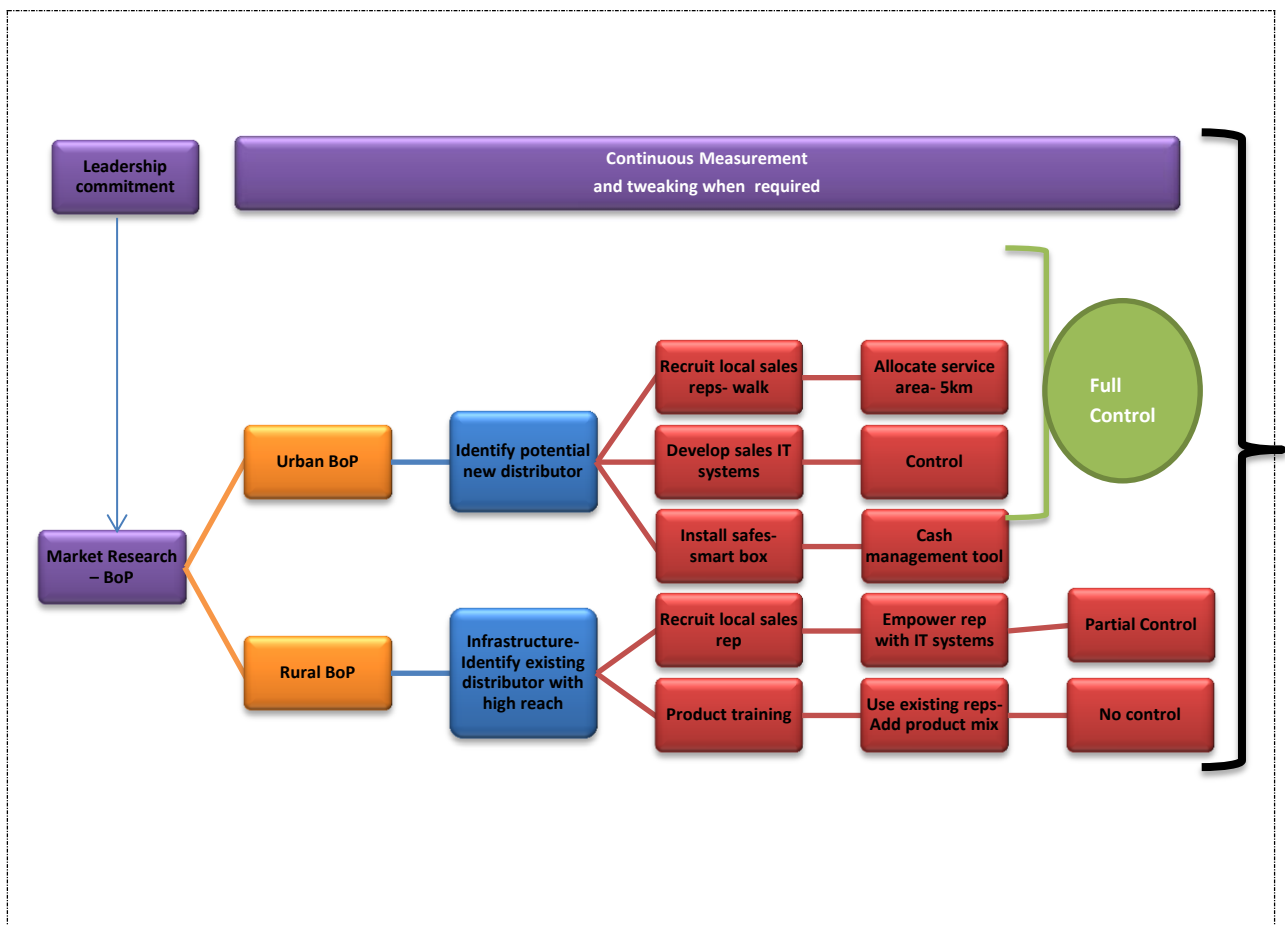 Leadership
commitment
Continuous Measurement
and tweaking when required
Recruit local sales
reps- walk
Allocate service
area- 5km
Full
Control
Urban BoP
Identify potential
new distributor
Develop sales IT
systems
Control
Install safes-
smart box
Cash
management tool
Market Research
– BoP
Rural BoP
Infrastructure-
Identify existing
distributor with
high reach
Recruit local sales
rep
Empower rep
with IT systems
Partial Control
Product training
Use existing reps-
Add product mix
No control